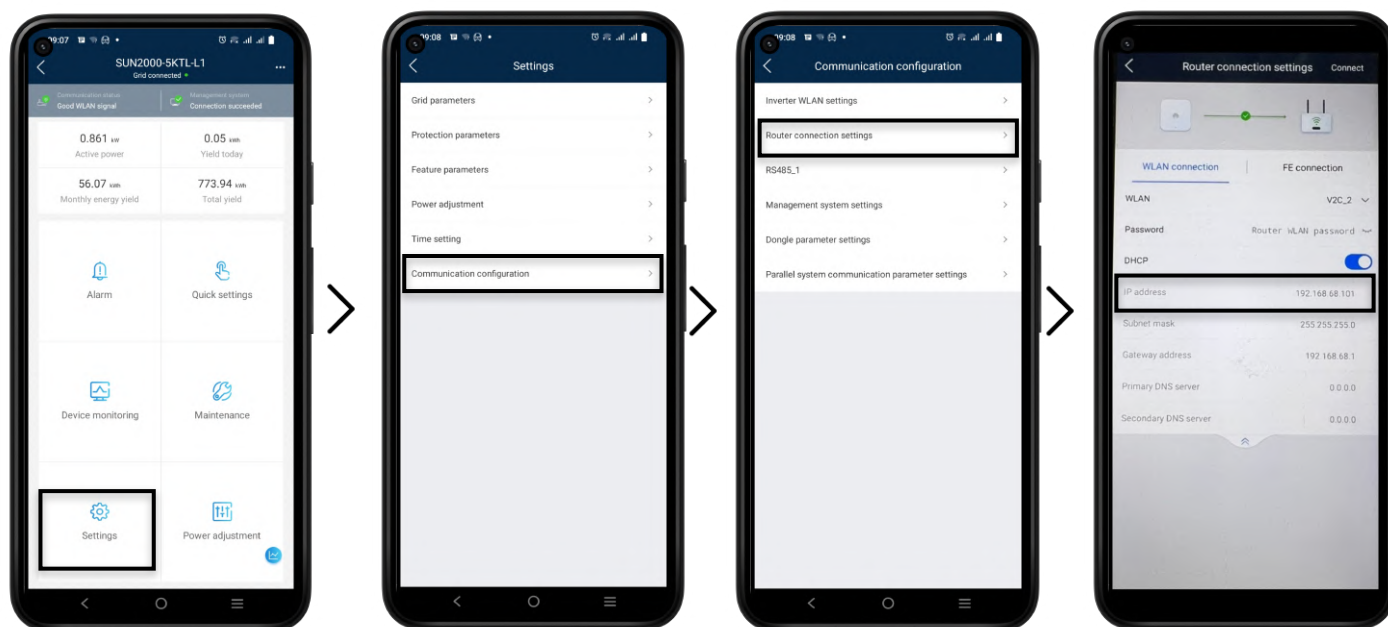 9:07
SUN2000-5KTL-L1
Grid connected
Communication status
Good WLAN signal
Management system
Connection succeeded
0.861 kW
Active power
0.05 kWh
Yield today
56.07 kWh
Monthly energy yield
773.94 kWh
Total yield
Alarm
Quick settings
Device monitoring
Maintenance
Settings
Power adjustment
9:08
Settings
Grid parameters
Protection parameters
Feature parameters
Power adjustment
Time setting
Communication configuration
9:08
Communication configuration
Inverter WLAN settings
Router connection settings
RS485_1
Management system settings
Dongle parameter settings
Parallel system communication parameter settings
Router connection settings Connect
WLAN connection FE connection
WLAN V2C_2
Password Router WLAN password
DHCP
IP address 192.168.68.101
Subnet mask 255.255.255.0
Gateway address 192.168.68.1
Primary DNS server 0.0.0.0
Secondary DNS server 0.0.0.0